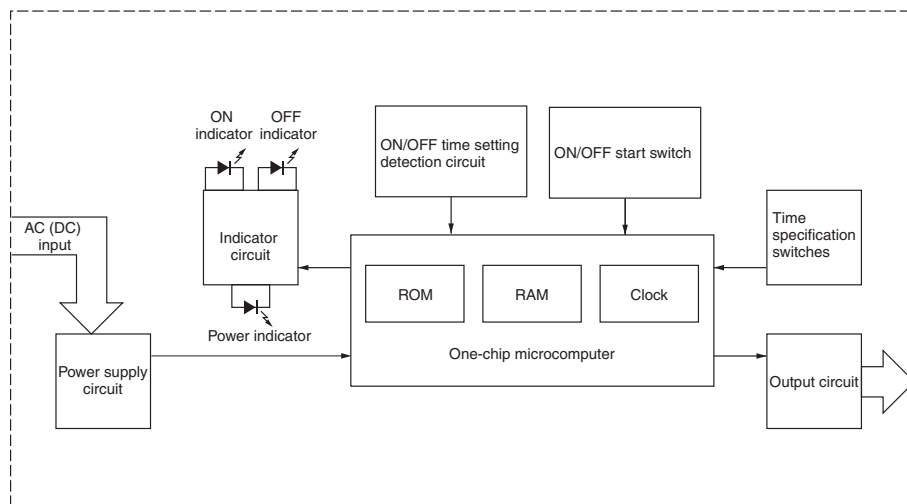 ON
indicator
OFF
indicator
ON/OFF time setting
detection circuit
ON/OFF start switch
AC (DC)
input
Indicator
circuit
Time
specification
switches
ROM
RAM
Clock
Power indicator
One-chip microcomputer
Power supply
circuit
Output circuit